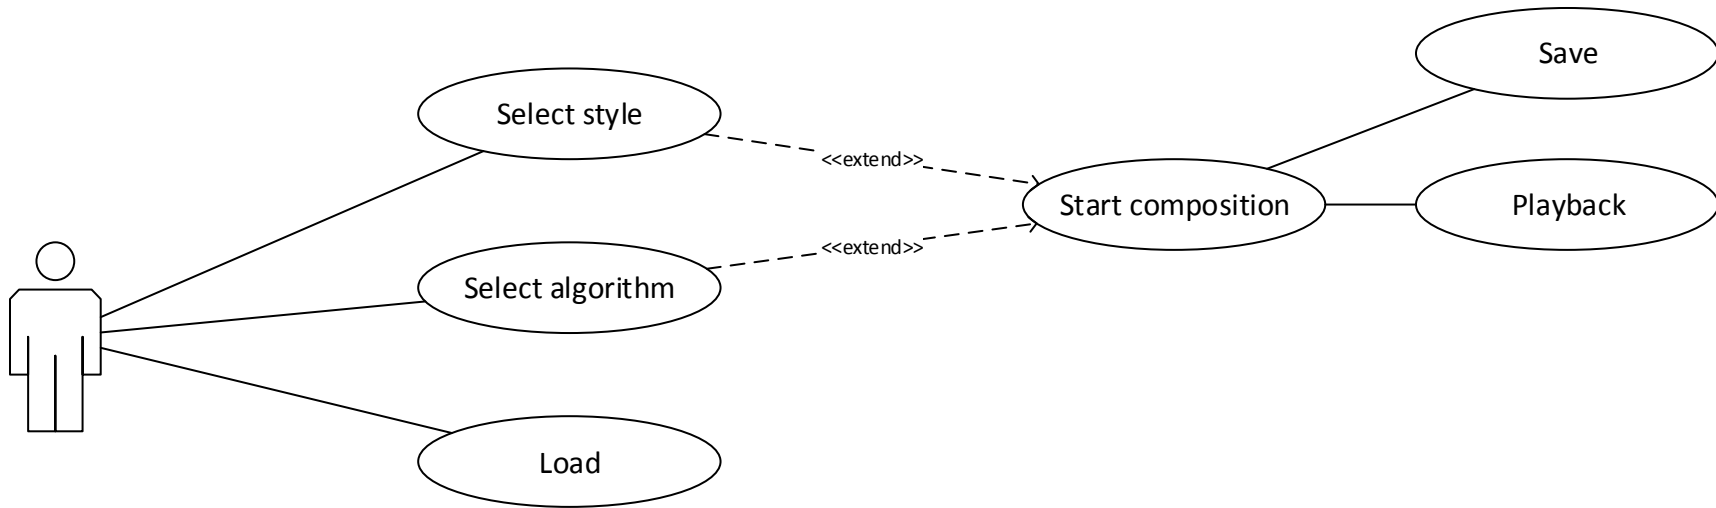 Save
Select style
<<extend>>
Start composition
Playback
<<extend>>
Select algorithm
Load